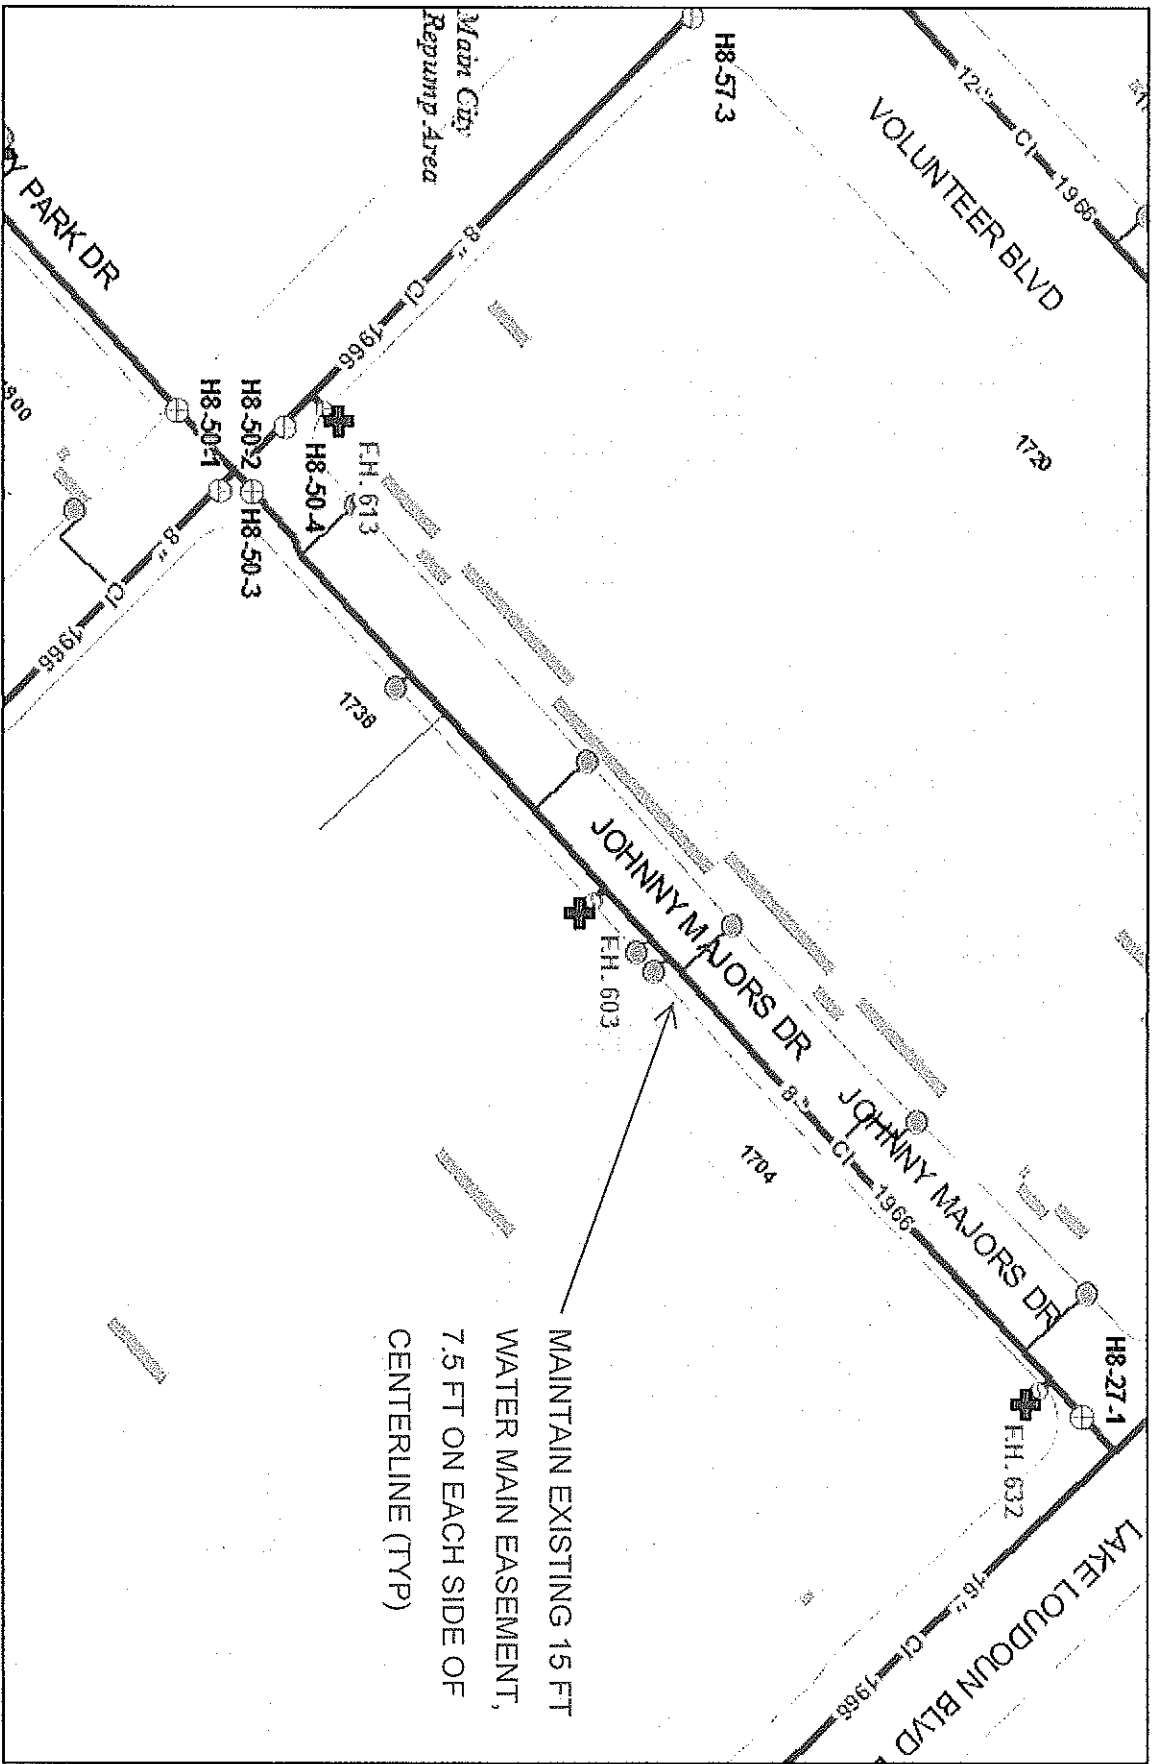 LAKE LOUDOUN BLVD
16" CI 1966
H8-27-1
F.H. 632
JOHNNY MAJORS DR
8" CI 1966
JOHNNY MAJORS DR
1704
F.H. 603
MAINTAIN EXISTING 15 FT
WATER MAIN EASEMENT,
7.5 FT ON EACH SIDE OF
CENTERLINE (TYP)
1720
VOLUNTEER BLVD
12" CI 1966
H8-57-3
Main City
Repump Area
8" CI 1966
F.H. 613
H8-50-4
H8-50-2
H8-50-3
H8-50-1
1738
PARK DR
8" CI 1966